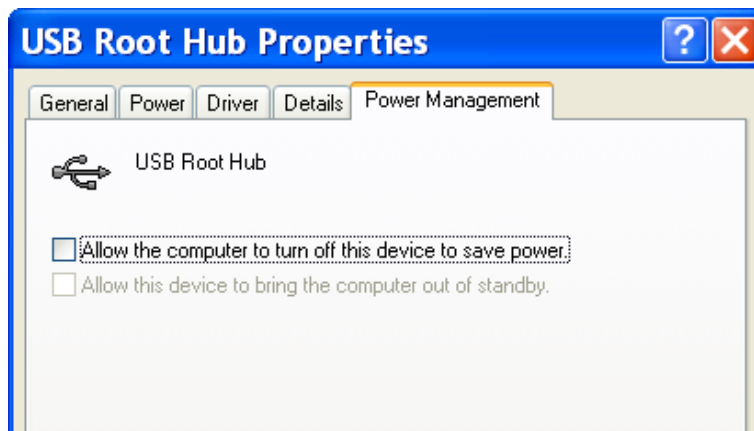 USB Root Hub Properties
General Power Driver Details Power Management
USB Root Hub
Allow the computer to turn off this device to save power.
Allow this device to bring the computer out of standby.